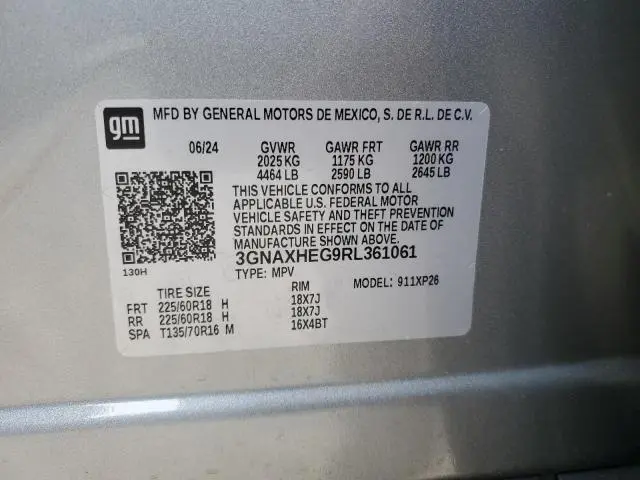 gm
MFD BY GENERAL MOTORS DE MEXICO, S. DE R.L. DE C.V.
06/24 GVWR GAWR FRT GAWR RR
2025 KG 1175 KG 1200 KG
4464 LB 2590 LB 2645 LB
THIS VEHICLE CONFORMS TO ALL
APPLICABLE U.S. FEDERAL MOTOR
VEHICLE SAFETY AND THEFT PREVENTION
STANDARDS IN EFFECT ON THE DATE OF
MANUFACTURE SHOWN ABOVE.
3GNAXHEG9RL361061
130H
TYPE: MPV MODEL: 911XP26
TIRE SIZE RIM
FRT 225/60R18 H 18X7J
RR 225/60R18 H 18X7J
SPA T135/70R16 M 16X4BT